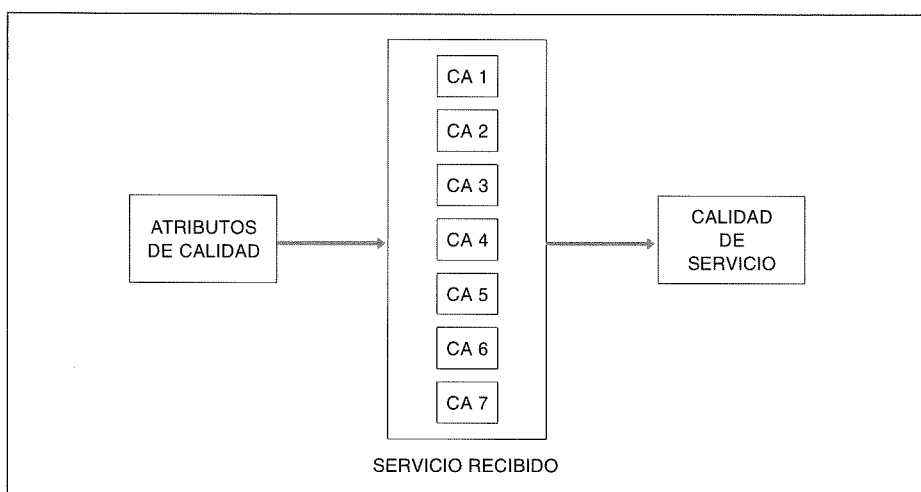 ATRIBUTOS
DE CALIDAD
CA 1
CA 2
CA 3
CA 4
CA 5
CA 6
CA 7
SERVICIO RECIBIDO
CALIDAD
DE
SERVICIO